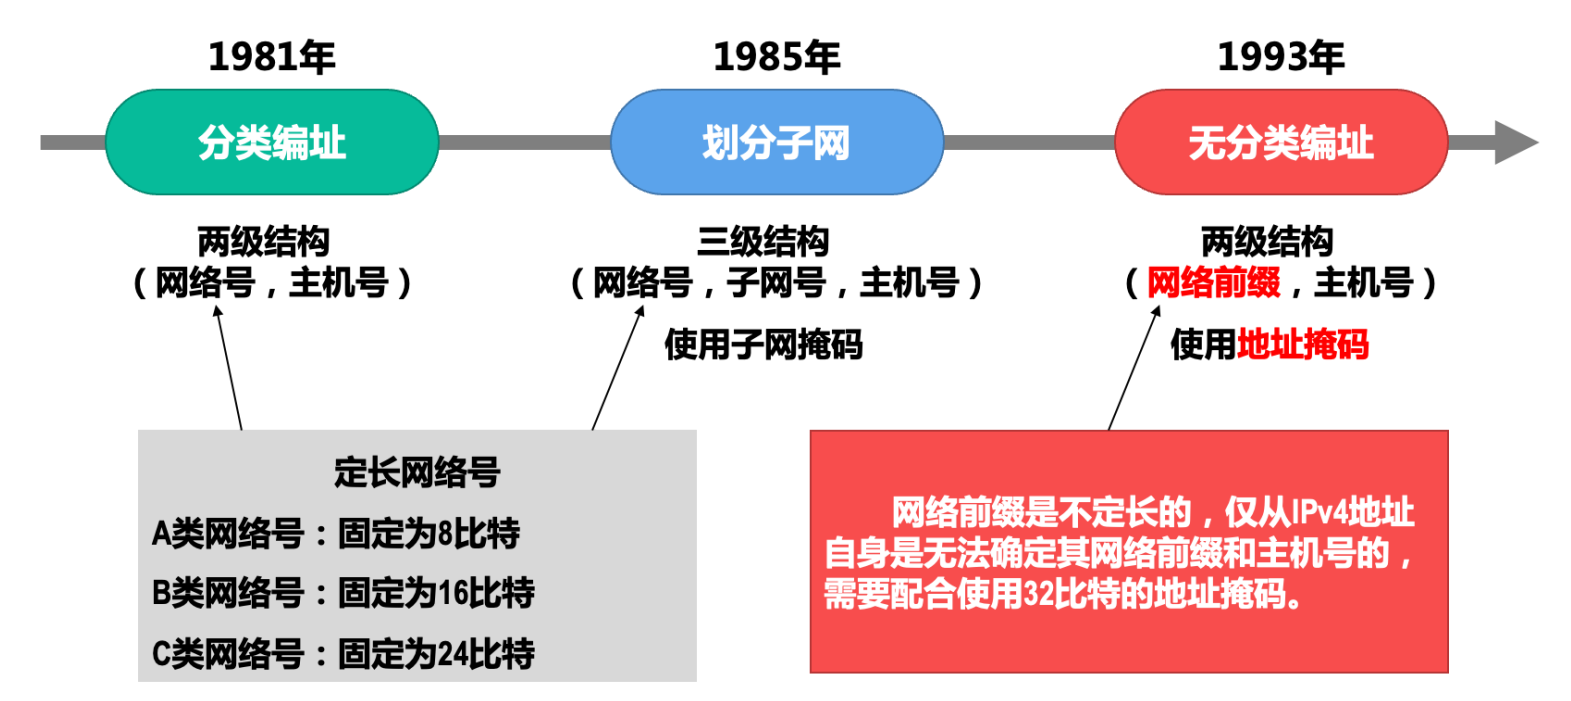 1981年
1985年
1993年
分类编址
划分子网
无分类编址
两级结构
（网络号，主机号）
三级结构
（网络号，子网号，主机号）
使用子网掩码
两级结构
（网络前缀，主机号）
使用地址掩码
定长网络号
A类网络号：固定为8比特
B类网络号：固定为16比特
C类网络号：固定为24比特
网络前缀是不定长的，仅从IPv4地址
自身是无法确定其网络前缀和主机号的，
需要配合使用32比特的地址掩码。